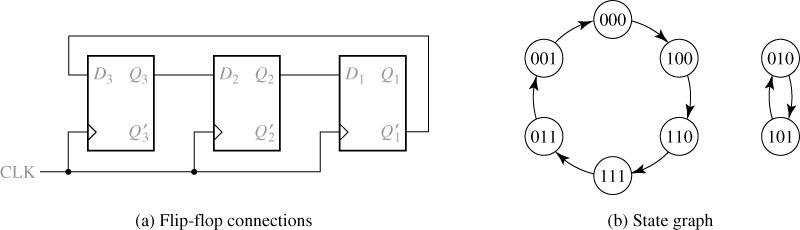 D3 Q3 D2 Q2 D1 Q1
Q′3 Q′2 Q′1
CLK
(a) Flip-flop connections
000
001 100
011 110
111
010
101
(b) State graph